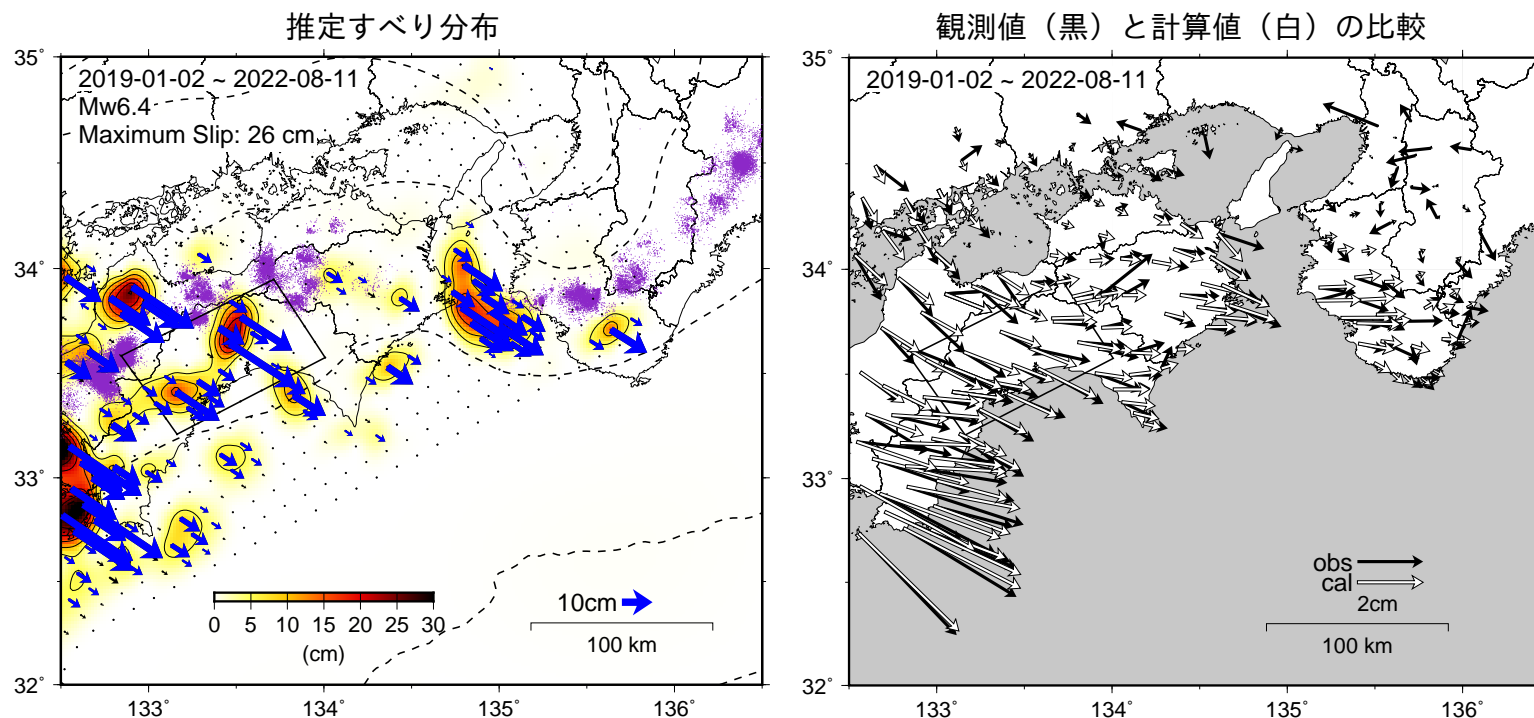 推定すべり分布
2019-01-02 ~ 2022-08-11
Mw6.4
Maximum Slip: 26 cm
35˚
34˚
33˚
32˚
133˚ 134˚ 135˚ 136˚
0 5 10 15 20 25 30
(cm)
10cm
100 km
観測値（黒）と計算値（白）の比較
2019-01-02 ~ 2022-08-11
35˚
34˚
33˚
32˚
133˚ 134˚ 135˚ 136˚
obs
cal
2cm
100 km